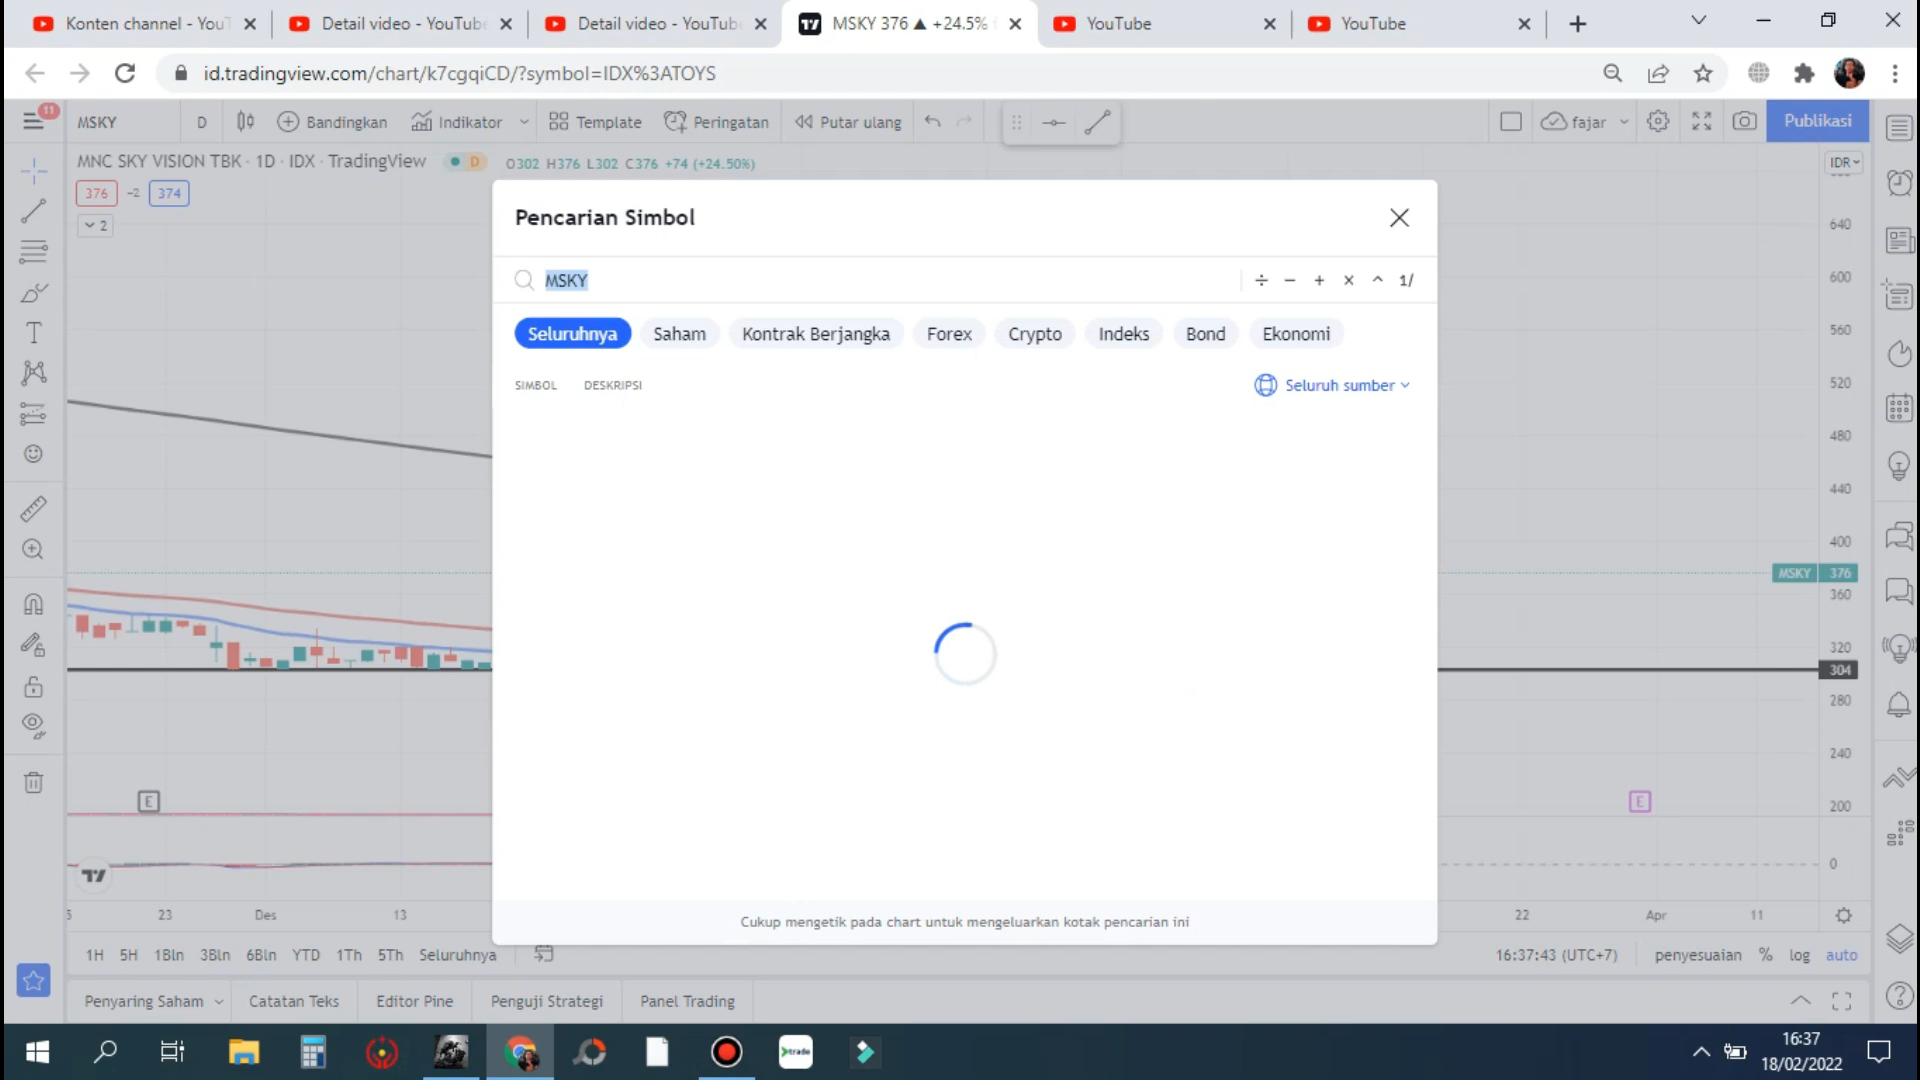 Konten channel - YouT
Detail video - YouTube
Detail video - YouTube
MSKY 376 ▲ +24.5%
YouTube
YouTube
id.tradingview.com/chart/k7cgqiCD/?symbol=IDX%3ATOYS
11
MSKY
D
Bandingkan
Indikator
Template
Peringatan
Putar ulang
fajar
Publikasi
MNC SKY VISION TBK · 1D · IDX · TradingView
D
O302 H376 L302 C376 +74 (+24.50%)
IDR
376
-2
374
2
Pencarian Simbol
MSKY
÷ − + × ^ 1/
Seluruhnya
Saham
Kontrak Berjangka
Forex
Crypto
Indeks
Bond
Ekonomi
SIMBOL
DESKRIPSI
Seluruh sumber
Cukup mengetik pada chart untuk mengeluarkan kotak pencarian ini
640
600
560
520
480
440
400
MSKY 376
360
320
304
280
240
200
0
E
E
23
Des
13
22
Apr
11
1H
5H
1Bln
3Bln
6Bln
YTD
1Th
5Th
Seluruhnya
16:37:43 (UTC+7)
penyesuaian
%
log
auto
Penyaring Saham
Catatan Teks
Editor Pine
Penguji Strategi
Panel Trading
trade
16:37
18/02/2022